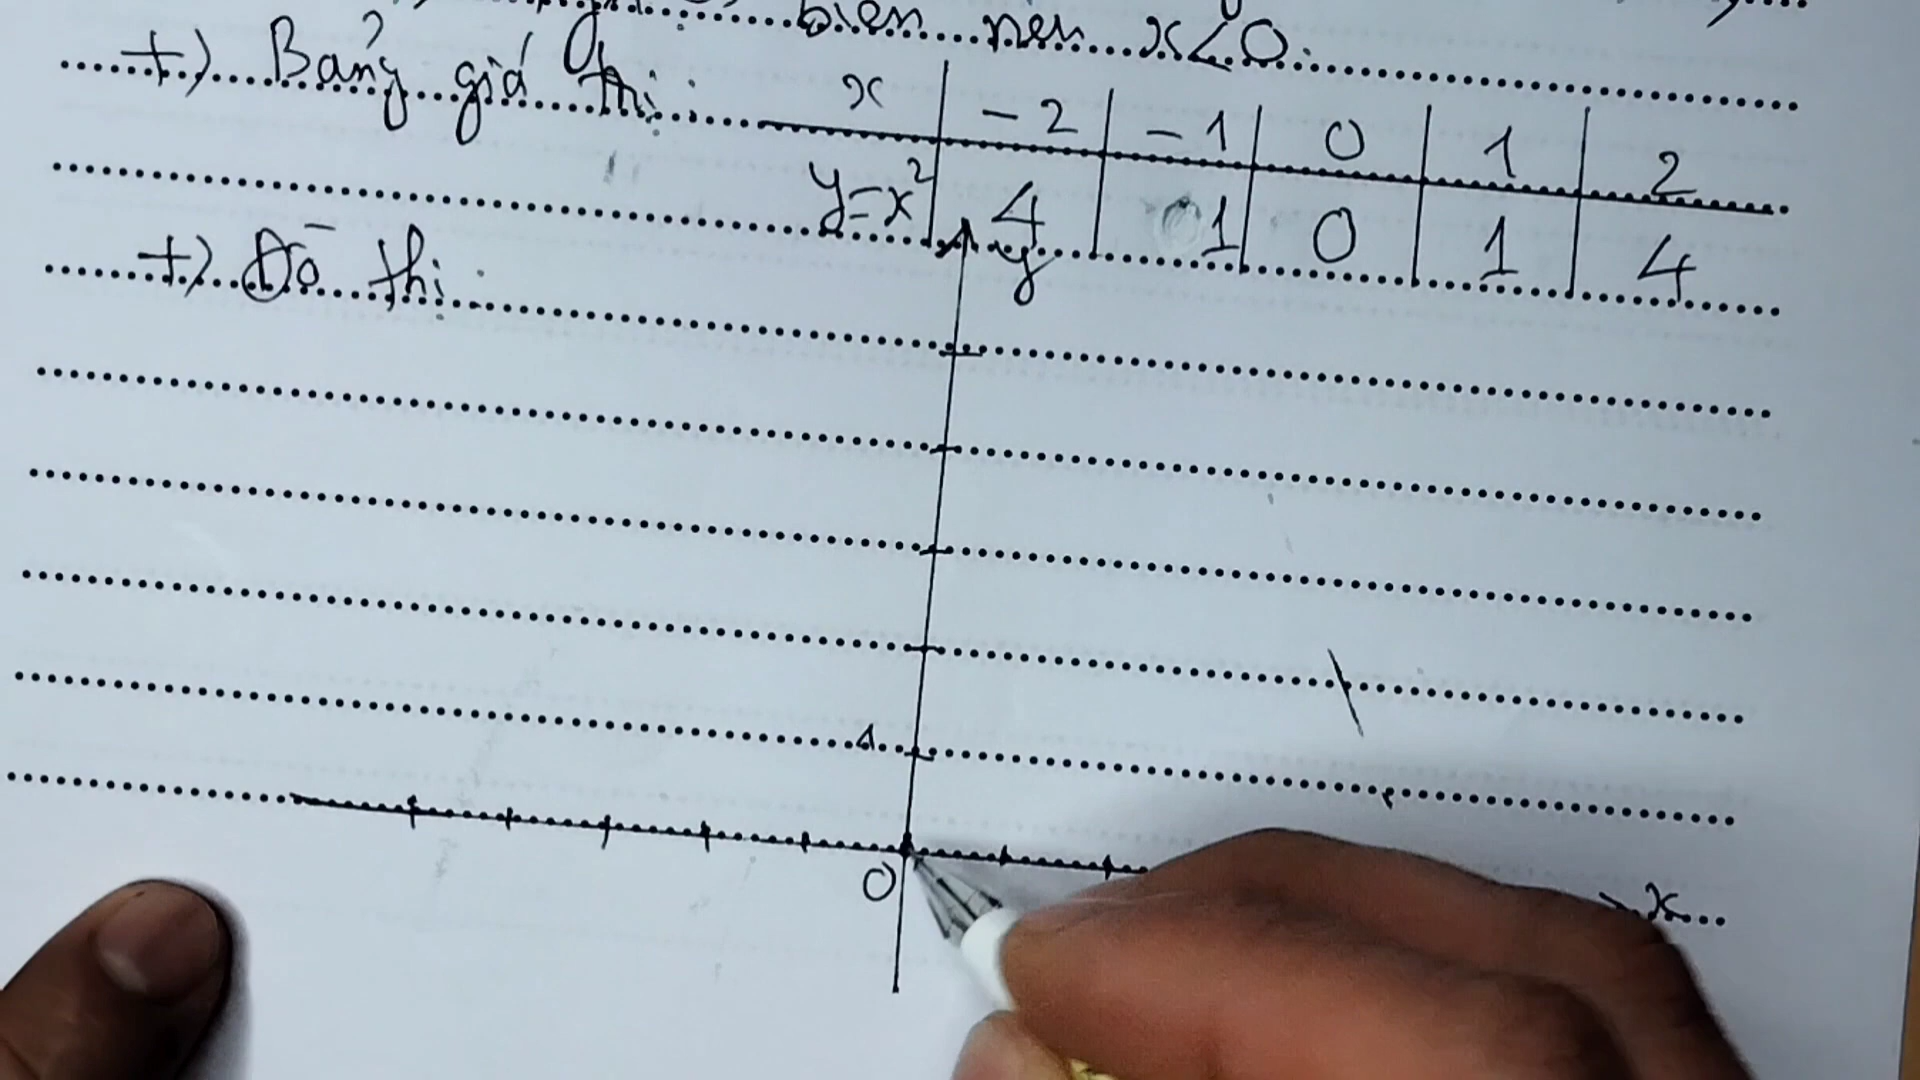 biến nên x<0.
+) Bảng giá thị: x -2 -1 0 1 2
y=x² 4 1 0 1 4
+) Đồ thị: y
1
O x